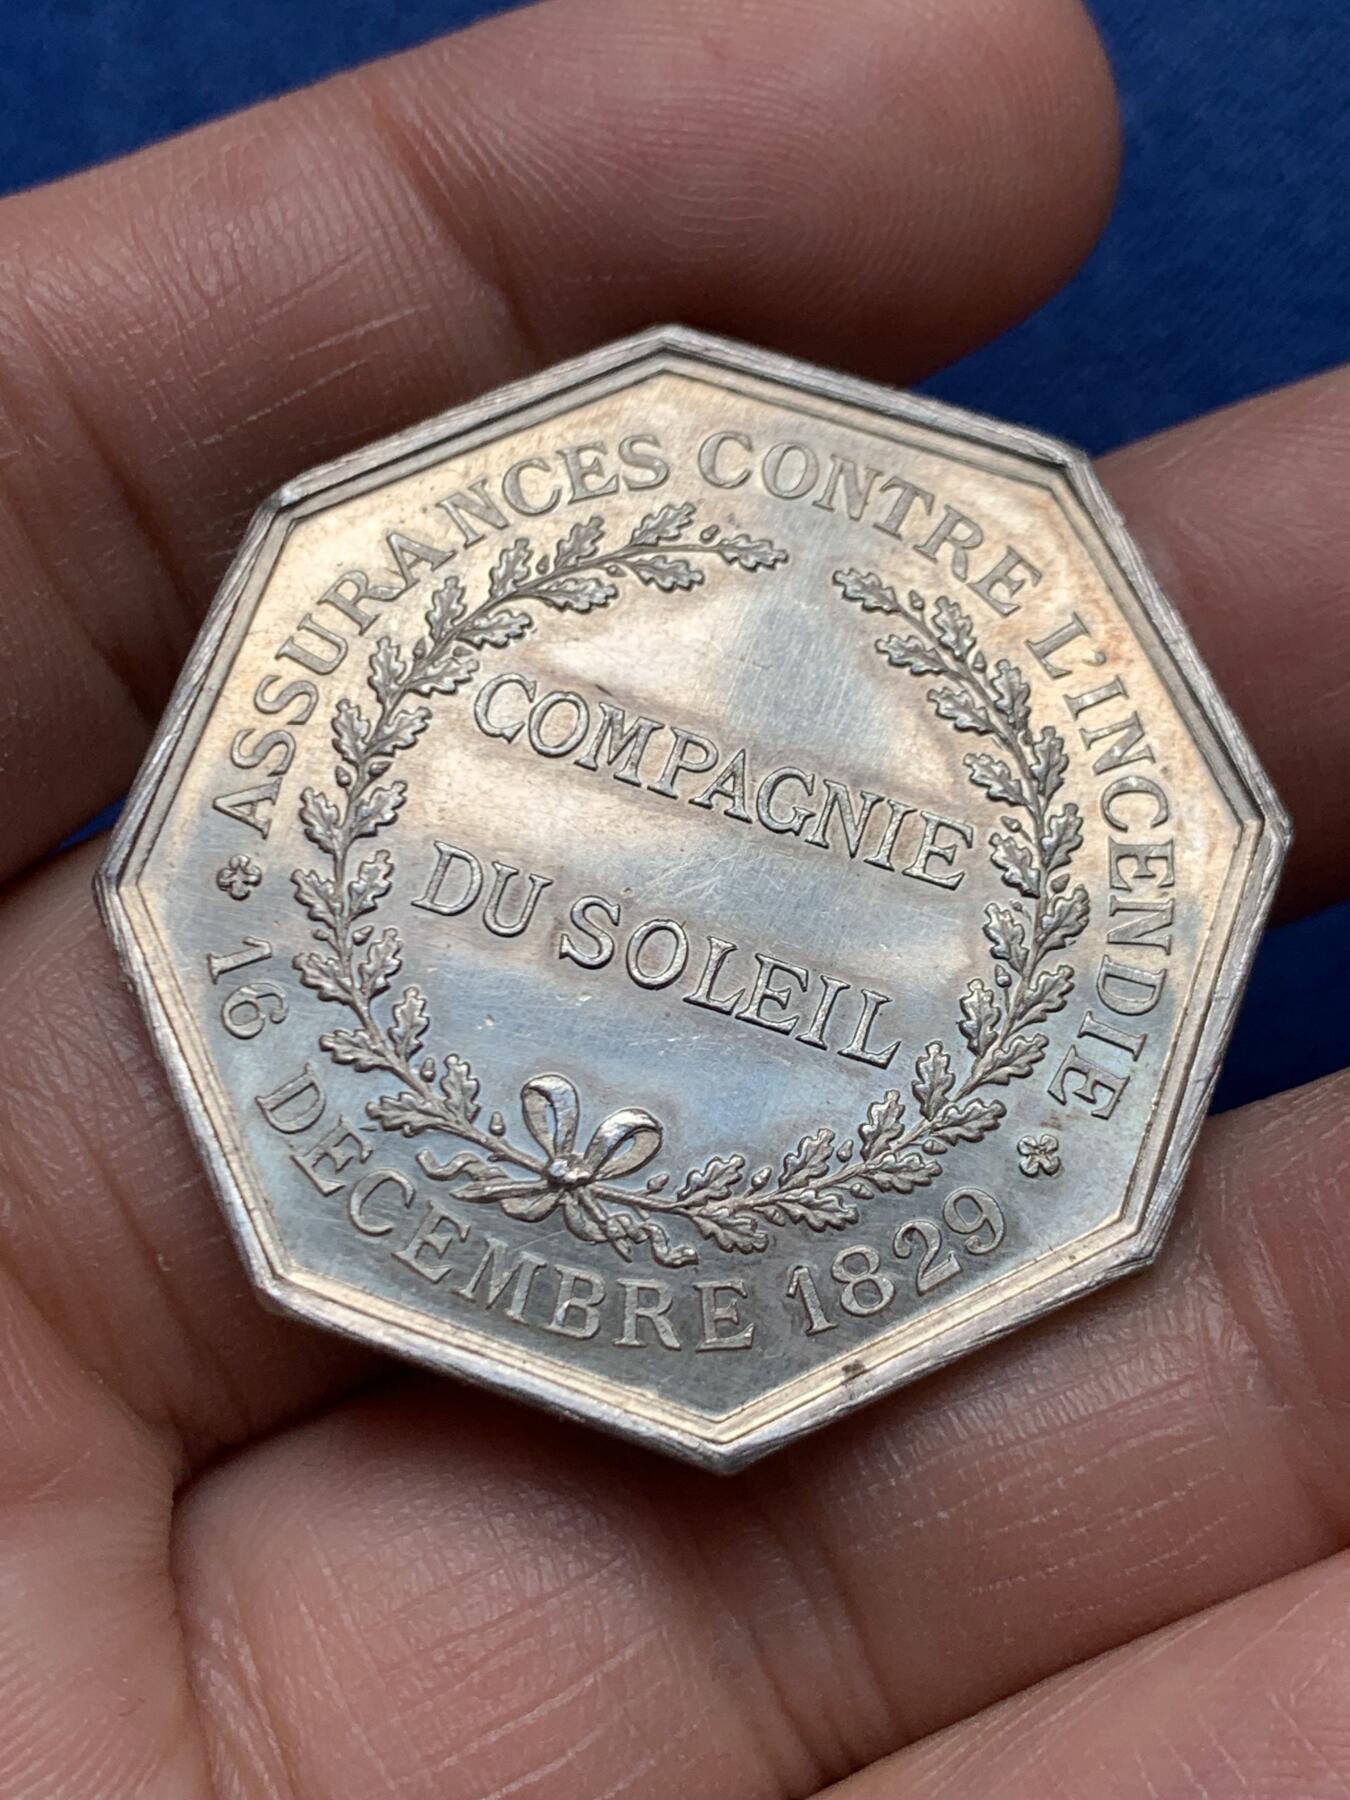 ASSURANCES CONTRE L'INCENDIE
COMPAGNIE
DU SOLEIL
16 DECEMBRE 1829